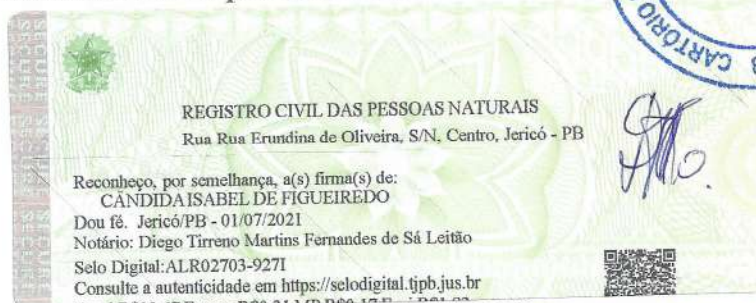 CARTÓRIO
REGISTRO CIVIL DAS PESSOAS NATURAIS
Rua Rua Erundina de Oliveira, S/N, Centro, Jericó - PB
Reconheço, por semelhança, a(s) firma(s) de:
CÂNDIDA ISABEL DE FIGUEIREDO
Dou fé. Jericó/PB - 01/07/2021
Notário: Diego Tirreno Martins Fernandes de Sá Leitão
Selo Digital:ALR02703-927I
Consulte a autenticidade em https://selodigital.tjpb.jus.br